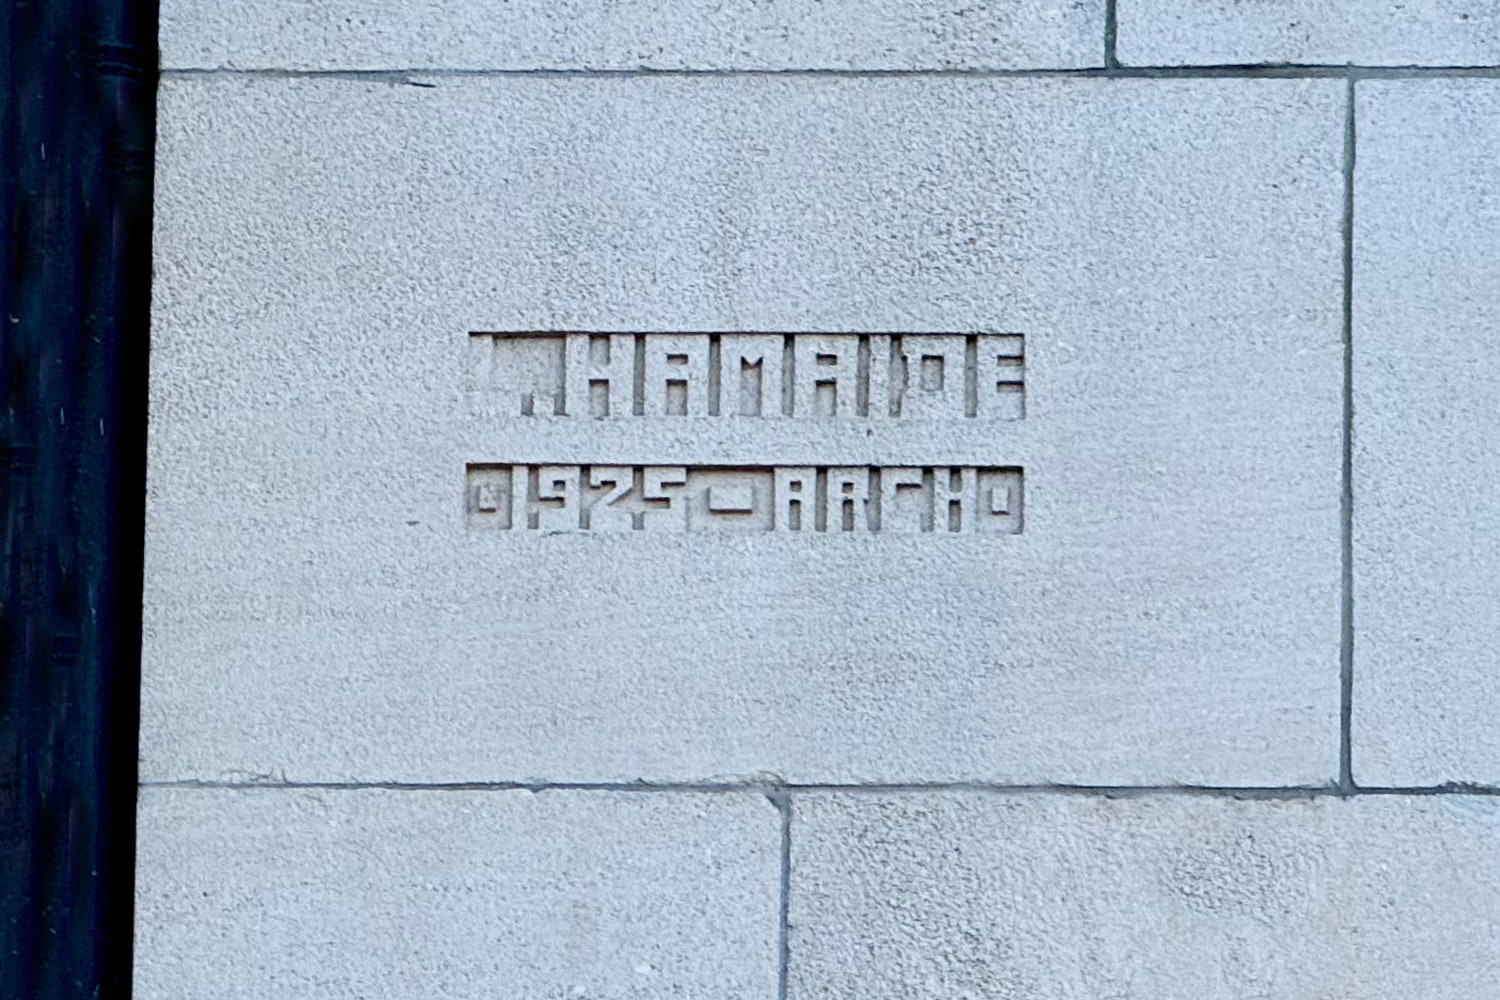 L. HAMAIDE
1925 - ARCH